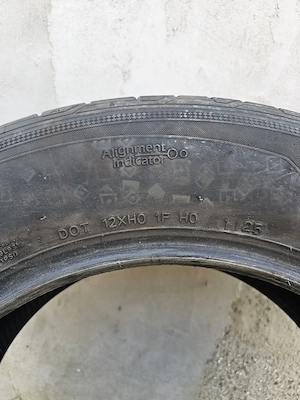 Alignment
indicator
DOT 12XH0 1F H0 1125